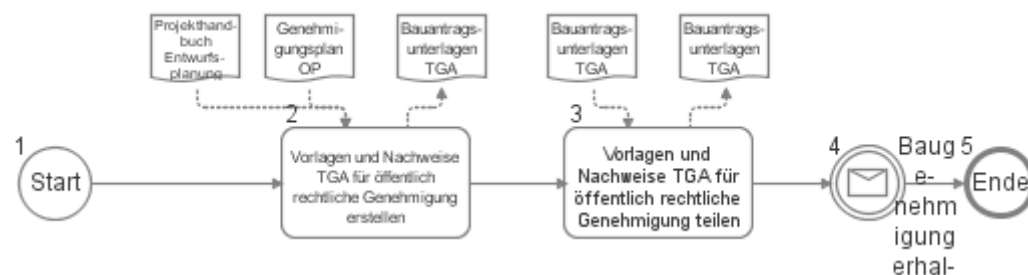 Projekthand-
buch
Entwurfs-
planung
Genehmi-
gungsplan
OP
Bauantrags-
unterlagen
TGA
Bauantrags-
unterlagen
TGA
Bauantrags-
unterlagen
TGA
1
Start
2
Vorlagen und Nachweise
TGA für öffentlich
rechtliche Genehmigung
erstellen
3
Vorlagen und
Nachweise TGA für
öffentlich rechtliche
Genehmigung teilen
4
Baug
e-
nehm
igung
erhal-
5
Ende